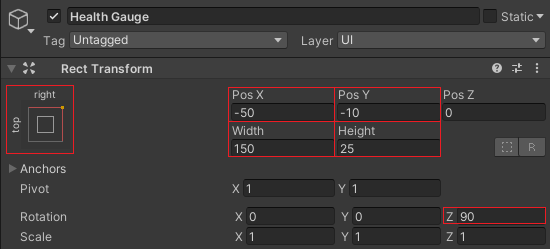 Health Gauge Static
Tag Untagged Layer UI
Rect Transform
right
top
Pos X Pos Y Pos Z
-50 -10 0
Width Height
150 25
R
Anchors
Pivot X 1 Y 1
Rotation X 0 Y 0 Z 90
Scale X 1 Y 1 Z 1